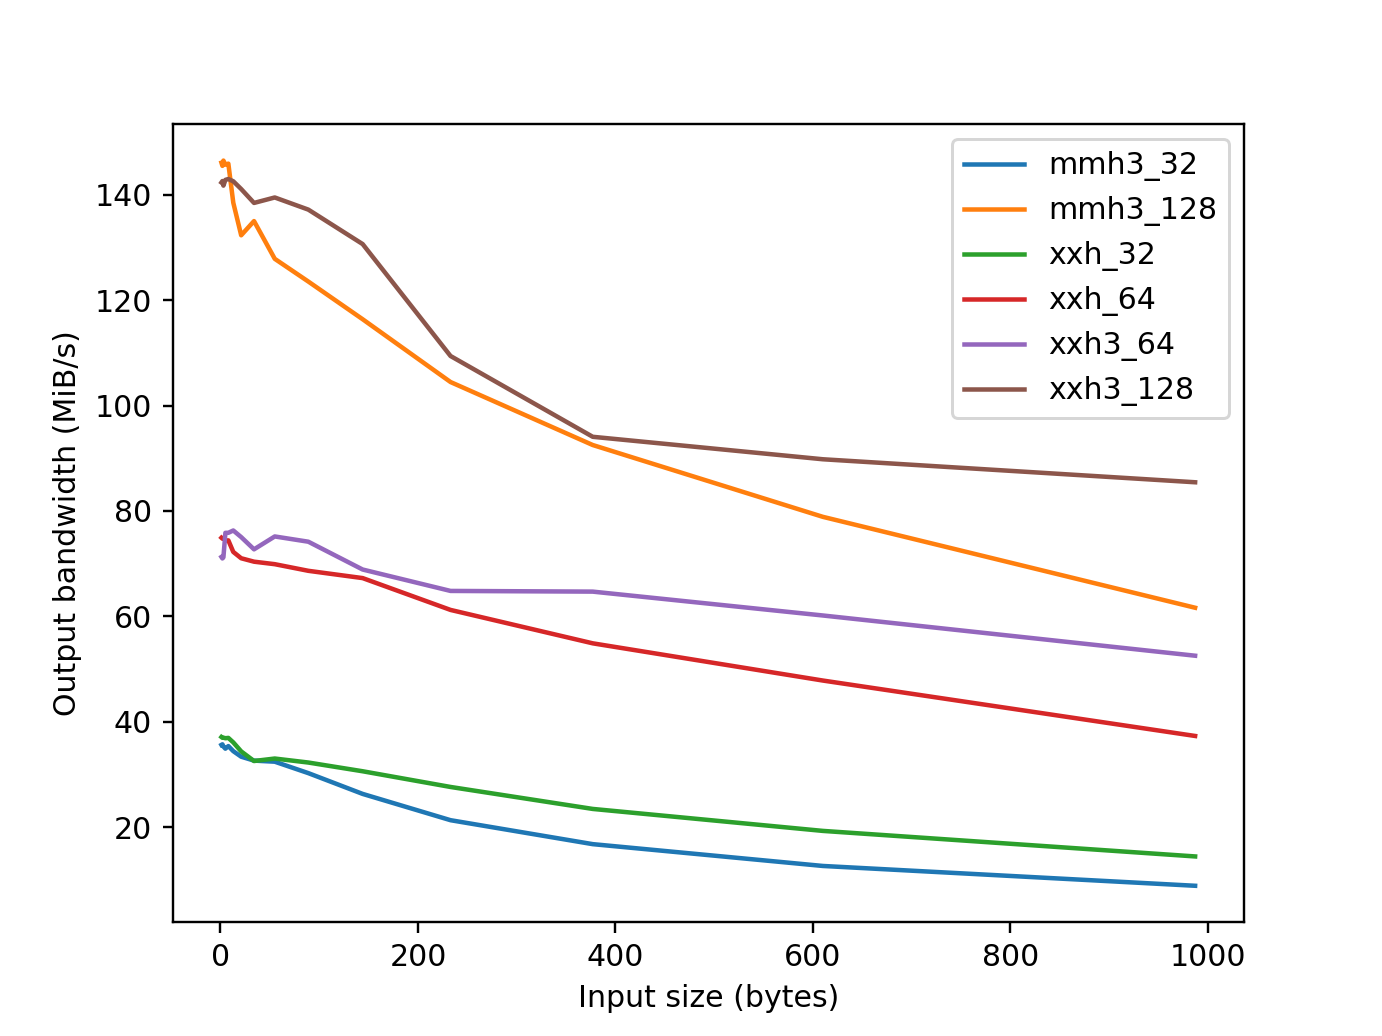 mmh3_32
mmh3_128
xxh_32
xxh_64
xxh3_64
xxh3_128
Output bandwidth (MiB/s)
140
120
100
80
60
40
20
0 200 400 600 800 1000
Input size (bytes)